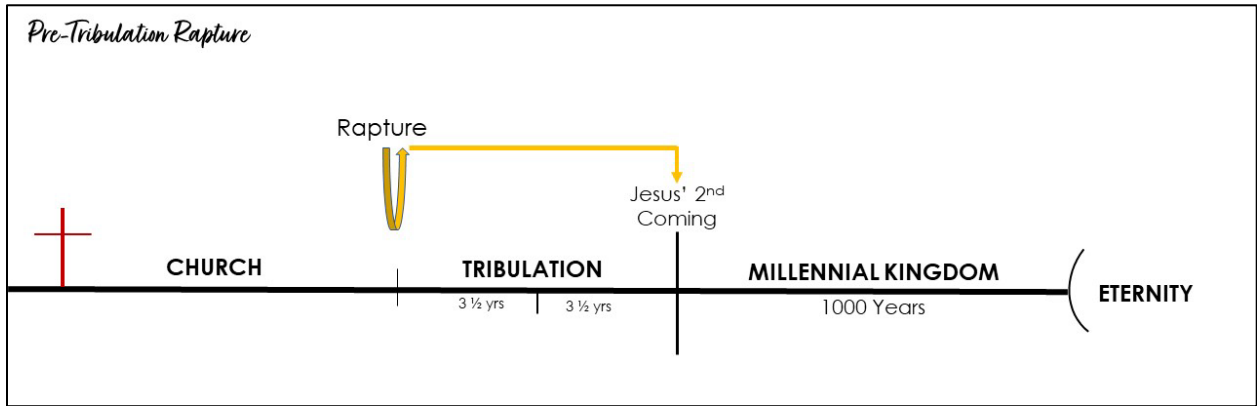 Pre-Tribulation Rapture
Rapture
Jesus' 2nd
Coming
CHURCH
TRIBULATION
MILLENNIAL KINGDOM
ETERNITY
3 ½ yrs
3 ½ yrs
1000 Years